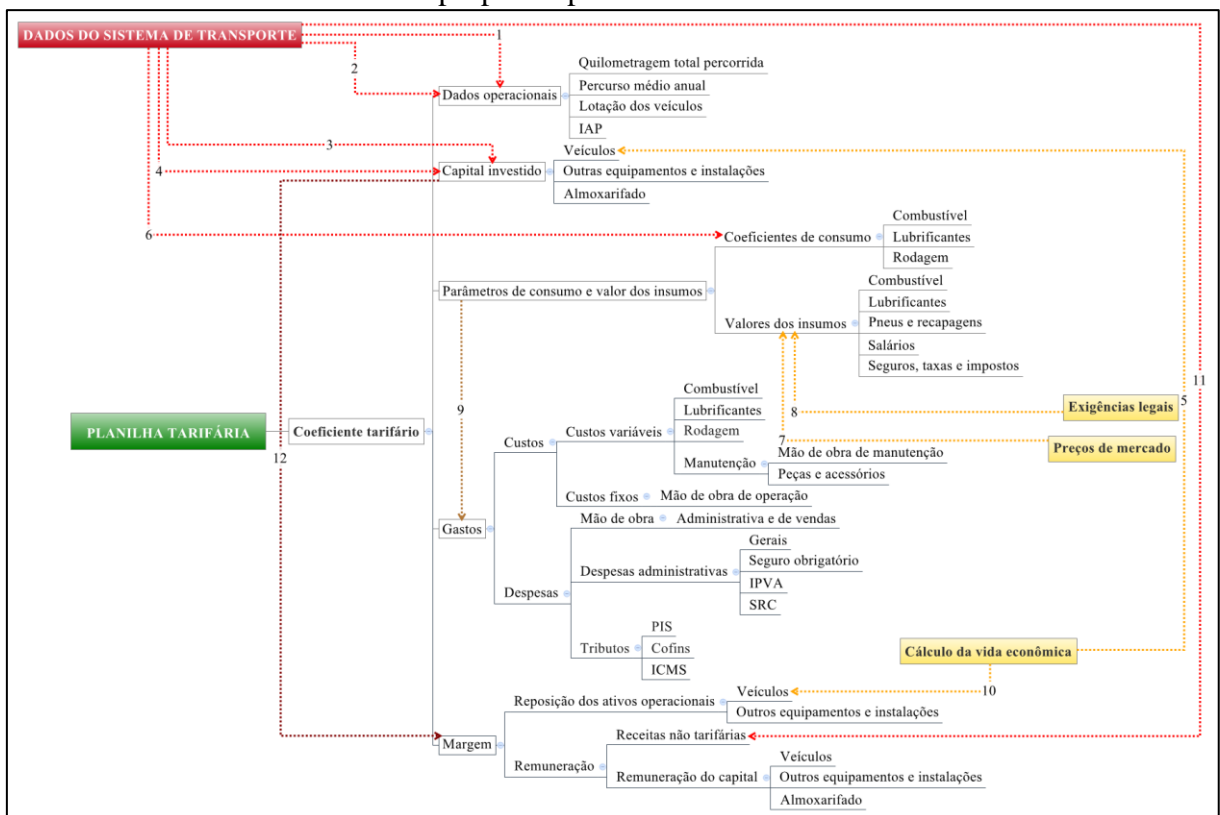 DADOS DO SISTEMA DE TRANSPORTE
1
2
Quilometragem total percorrida
Percurso médio anual
Dados operacionais
Lotação dos veículos
IAP
3
Veículos
4
Capital investido
Outras equipamentos e instalações
Almoxarifado
Combustível
6
Coeficientes de consumo
Lubrificantes
Rodagem
Combustível
Parâmetros de consumo e valor dos insumos
Lubrificantes
Valores dos insumos
Pneus e recapagens
Salários
Seguros, taxas e impostos
11
5
Combustível
9
8
Exigências legais
Lubrificantes
PLANILHA TARIFÁRIA
Coeficiente tarifário
Custos
Custos variáveis
Rodagem
7
Preços de mercado
12
Manutenção
Mão de obra de manutenção
Peças e acessórios
Custos fixos
Mão de obra de operação
Gastos
Mão de obra
Administrativa e de vendas
Gerais
Seguro obrigatório
Despesas administrativas
IPVA
Despesas
SRC
PIS
Tributos
Cofins
ICMS
Cálculo da vida econômica
10
Reposição dos ativos operacionais
Veículos
Outros equipamentos e instalações
Margem
Receitas não tarifárias
Remuneração
Veículos
Remuneração do capital
Outros equipamentos e instalações
Almoxarifado